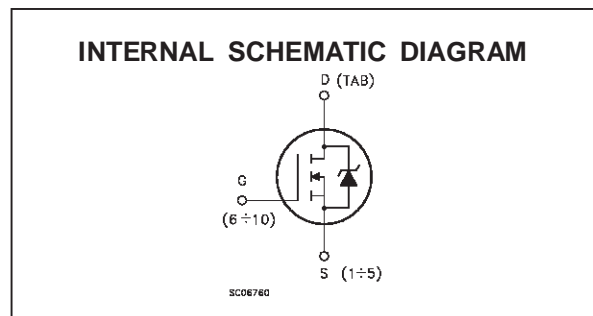 INTERNAL SCHEMATIC DIAGRAM
D (TAB)
G
(6÷10)
S (1÷5)
SC06760